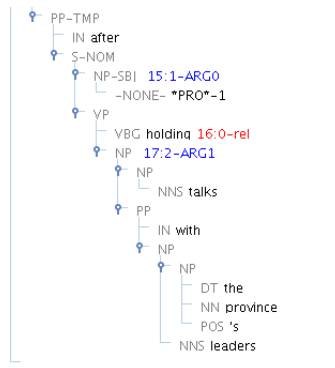 PP-TMP
IN after
S-NOM
NP-SBJ 15:1-ARG0
-NONE- *PRO*-1
VP
VBG holding 16:0-rel
NP 17:2-ARG1
NP
NNS talks
PP
IN with
NP
NP
DT the
NN province
POS 's
NNS leaders